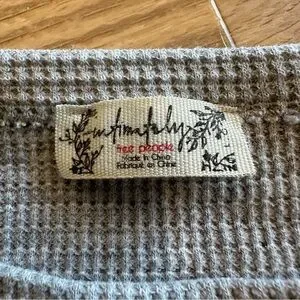 intimately
free people
Made in China
Fabriqué en Chine